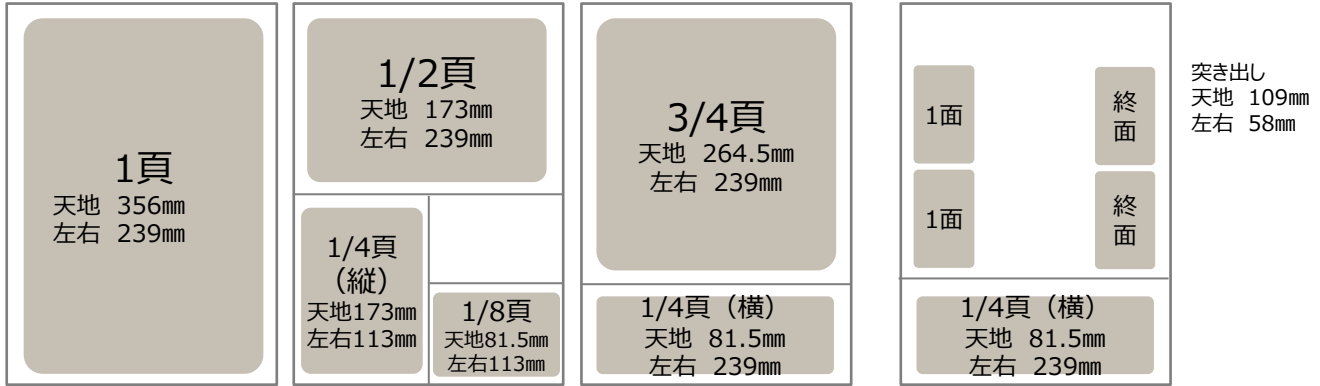 1頁
天地 356㎜
左右 239㎜
1/2頁
天地 173㎜
左右 239㎜
1/4頁
(縦)
天地173㎜
左右113㎜
1/8頁
天地81.5㎜
左右113㎜
3/4頁
天地 264.5㎜
左右 239㎜
1/4頁（横）
天地 81.5㎜
左右 239㎜
1面
終
面
1面
終
面
1/4頁（横）
天地 81.5㎜
左右 239㎜
突き出し
天地 109㎜
左右 58㎜